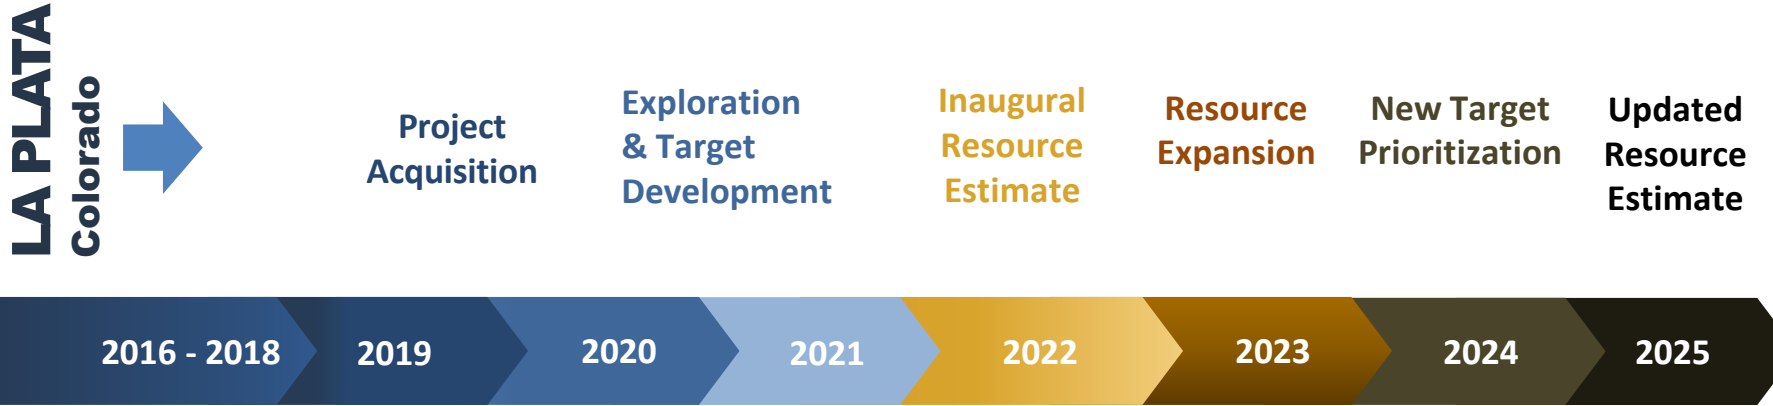 LA PLATA
Colorado
Project
Acquisition
Exploration
& Target
Development
Inaugural
Resource
Estimate
Resource
Expansion
New Target
Prioritization
Updated
Resource
Estimate
2016 - 2018
2019
2020
2021
2022
2023
2024
2025